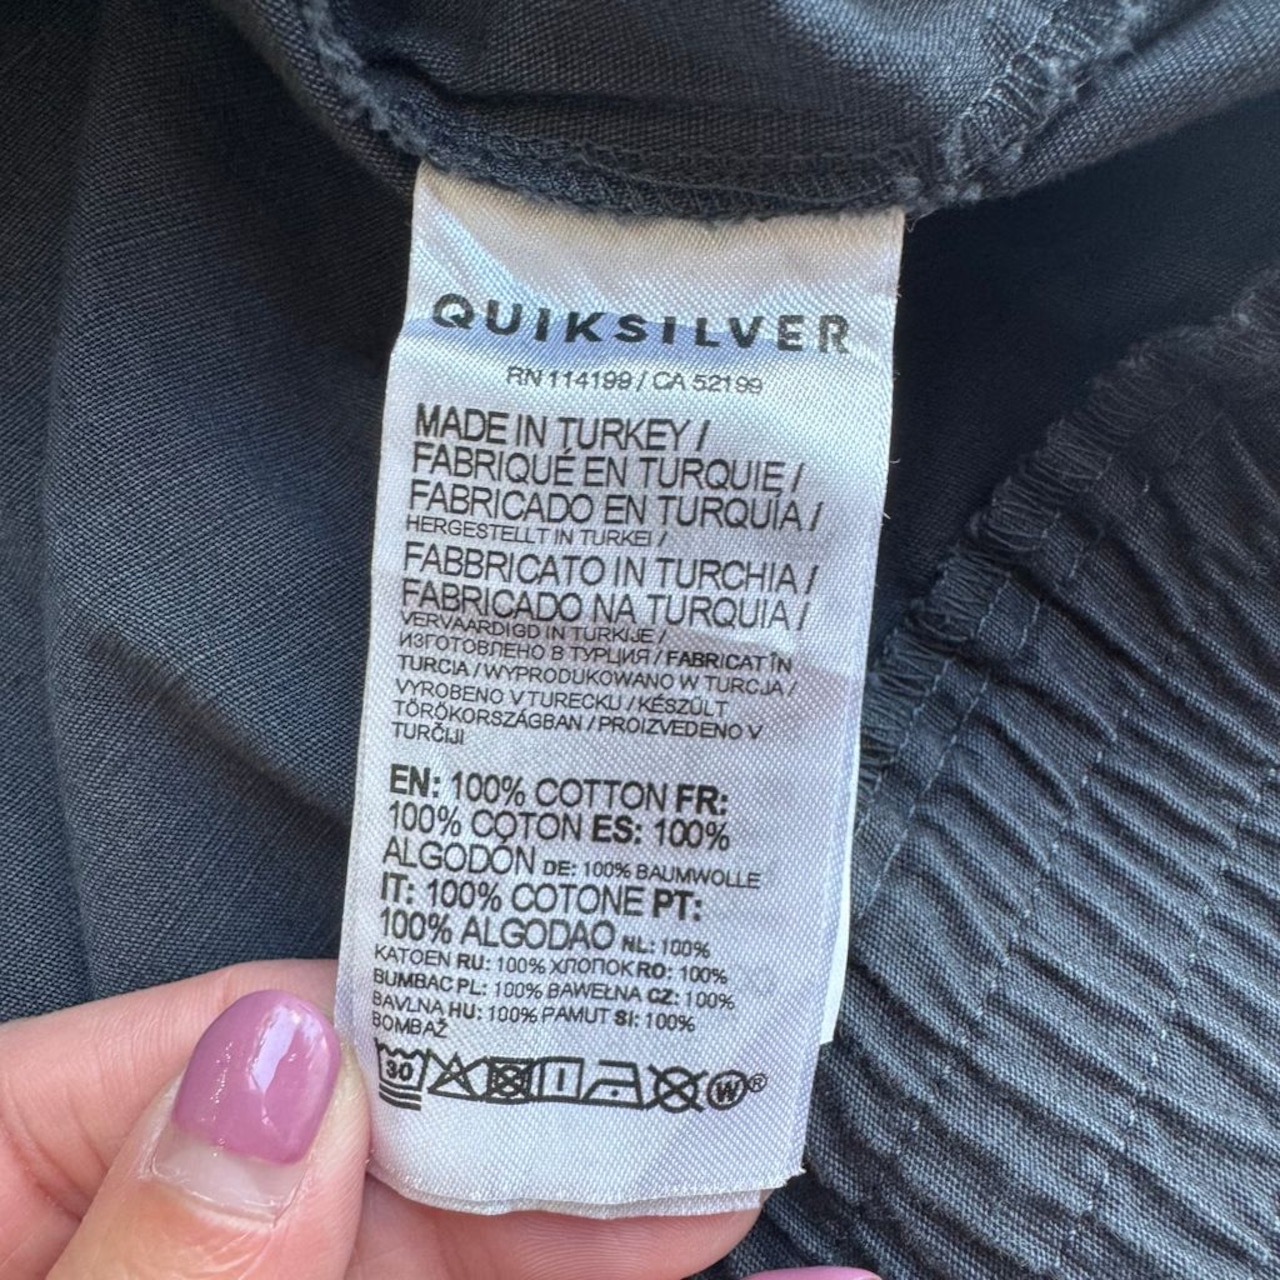 QUIKSILVER
RN 114199 / CA 52199
MADE IN TURKEY /
FABRIQUÉ EN TURQUIE /
FABRICADO EN TURQUÍA /
HERGESTELLT IN TURKEI /
FABBRICATO IN TURCHIA /
FABRICADO NA TURQUIA /
VERVAARDIGD IN TURKIJE /
ИЗГОТОВЛЕНО В ТУРЦИЯ / FABRICAT ÎN
TURCIA / WYPRODUKOWANO W TURCJA /
VYROBENO V TURECKU / KÉSZÜLT
TÖRÖKORSZÁGBAN / PROIZVEDENO V
TURČIJI
EN: 100% COTTON FR:
100% COTON ES: 100%
ALGODÓN DE: 100% BAUMWOLLE
IT: 100% COTONE PT:
100% ALGODAO NL: 100%
KATOEN RU: 100% ХЛОПОК RO: 100%
BUMBAC PL: 100% BAWEŁNA CZ: 100%
BAVLNA HU: 100% PAMUT SI: 100%
BOMBAŽ
30 W®